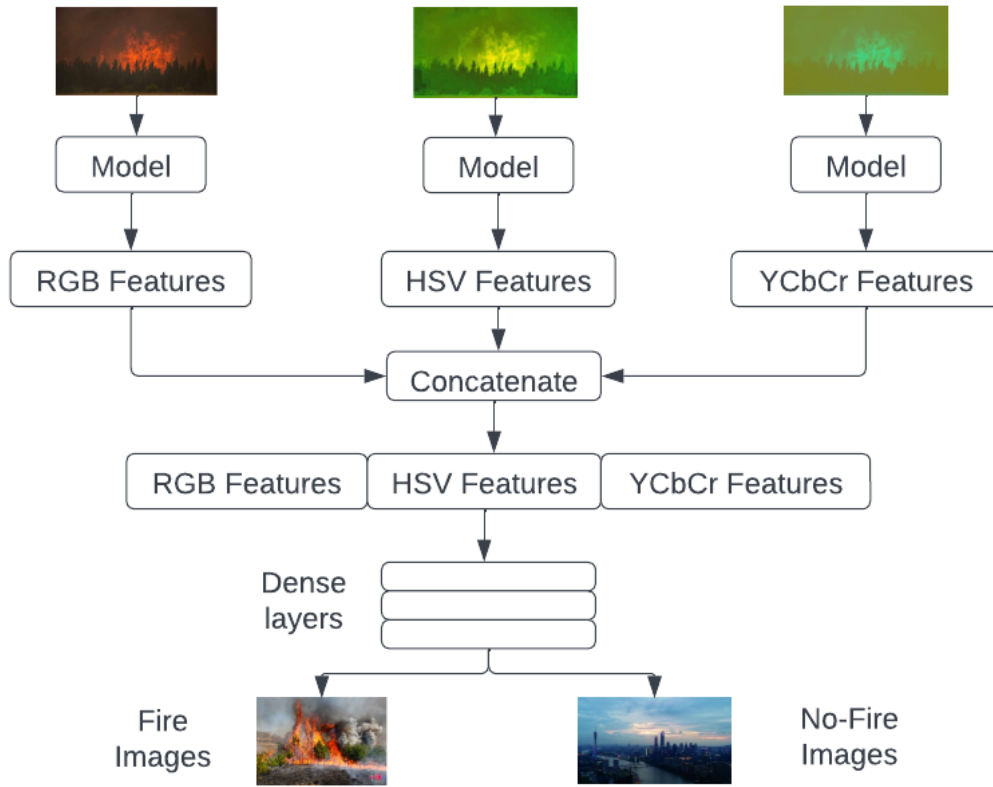 Model
Model
Model
RGB Features
HSV Features
YCbCr Features
Concatenate
RGB Features
HSV Features
YCbCr Features
Dense
layers
Fire
Images
No-Fire
Images